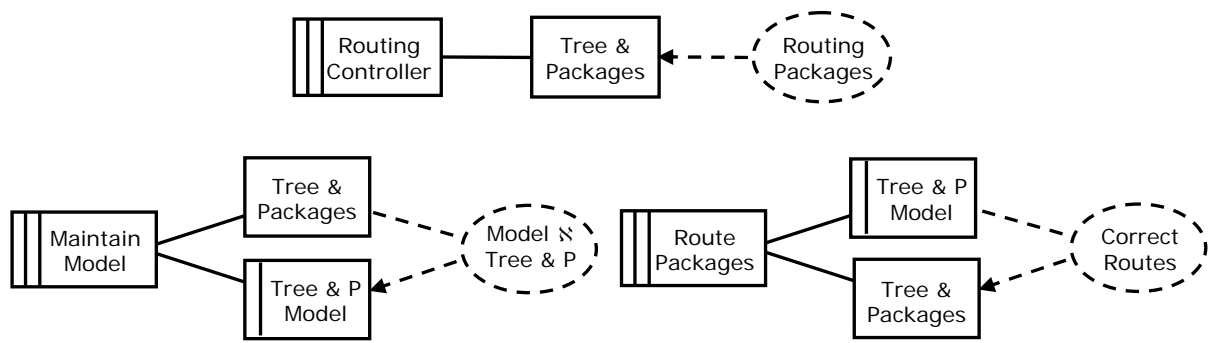 Routing
Controller
Tree &
Packages
Routing
Packages
Maintain
Model
Tree &
Packages
Tree & P
Model
Model ℵ
Tree & P
Route
Packages
Tree & P
Model
Tree &
Packages
Correct
Routes